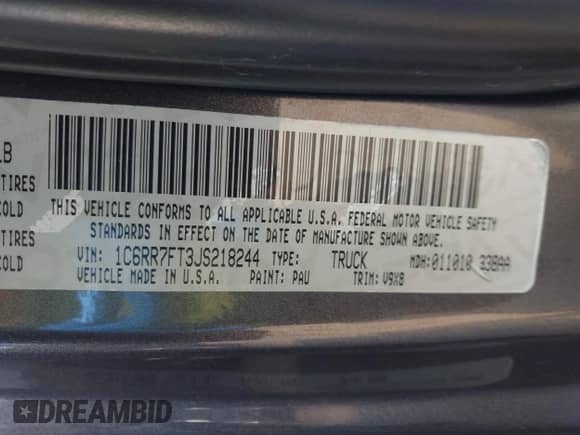 LB
TIRES
COLD
TIRES
COLD
THIS VEHICLE CONFORMS TO ALL APPLICABLE U.S.A. FEDERAL MOTOR VEHICLE SAFETY
STANDARDS IN EFFECT ON THE DATE OF MANUFACTURE SHOWN ABOVE.
VIN: 1C6RR7FT3JS218244 TYPE: TRUCK MDH: 011010 33BAA
VEHICLE MADE IN U.S.A. PAINT: PAU TRIM: V9X8
DREAMBID